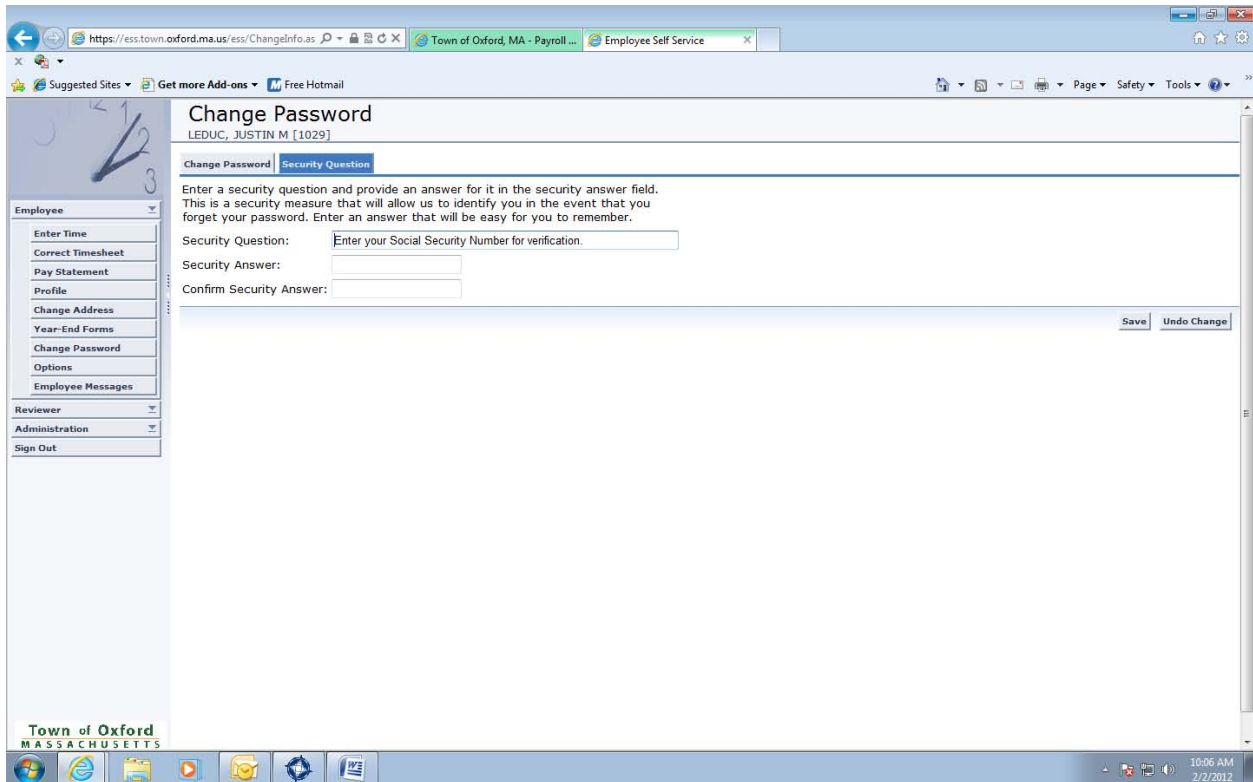 https://ess.town.oxford.ma.us/ess/ChangeInfo.as
Town of Oxford, MA - Payroll ...
Employee Self Service
Suggested Sites
Get more Add-ons
Free Hotmail
Page
Safety
Tools
12 1
2
3
Change Password
LEDUC, JUSTIN M [1029]
Change Password
Security Question
Enter a security question and provide an answer for it in the security answer field.
This is a security measure that will allow us to identify you in the event that you
forget your password. Enter an answer that will be easy for you to remember.
Security Question:
Enter your Social Security Number for verification.
Security Answer:
Confirm Security Answer:
Save
Undo Change
Employee
Enter Time
Correct Timesheet
Pay Statement
Profile
Change Address
Year-End Forms
Change Password
Options
Employee Messages
Reviewer
Administration
Sign Out
Town of Oxford
MASSACHUSETTS
10:06 AM
2/2/2012